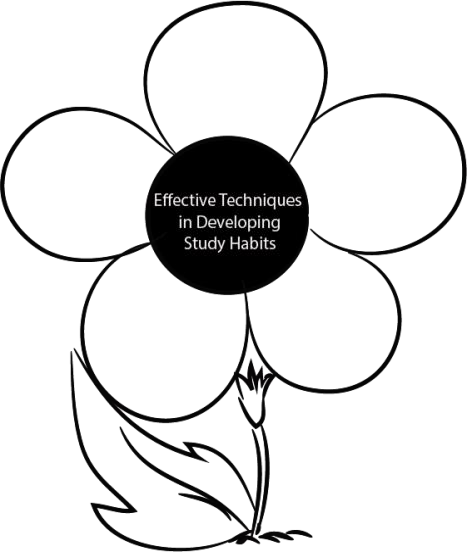 Effective Techniques
in Developing
Study Habits